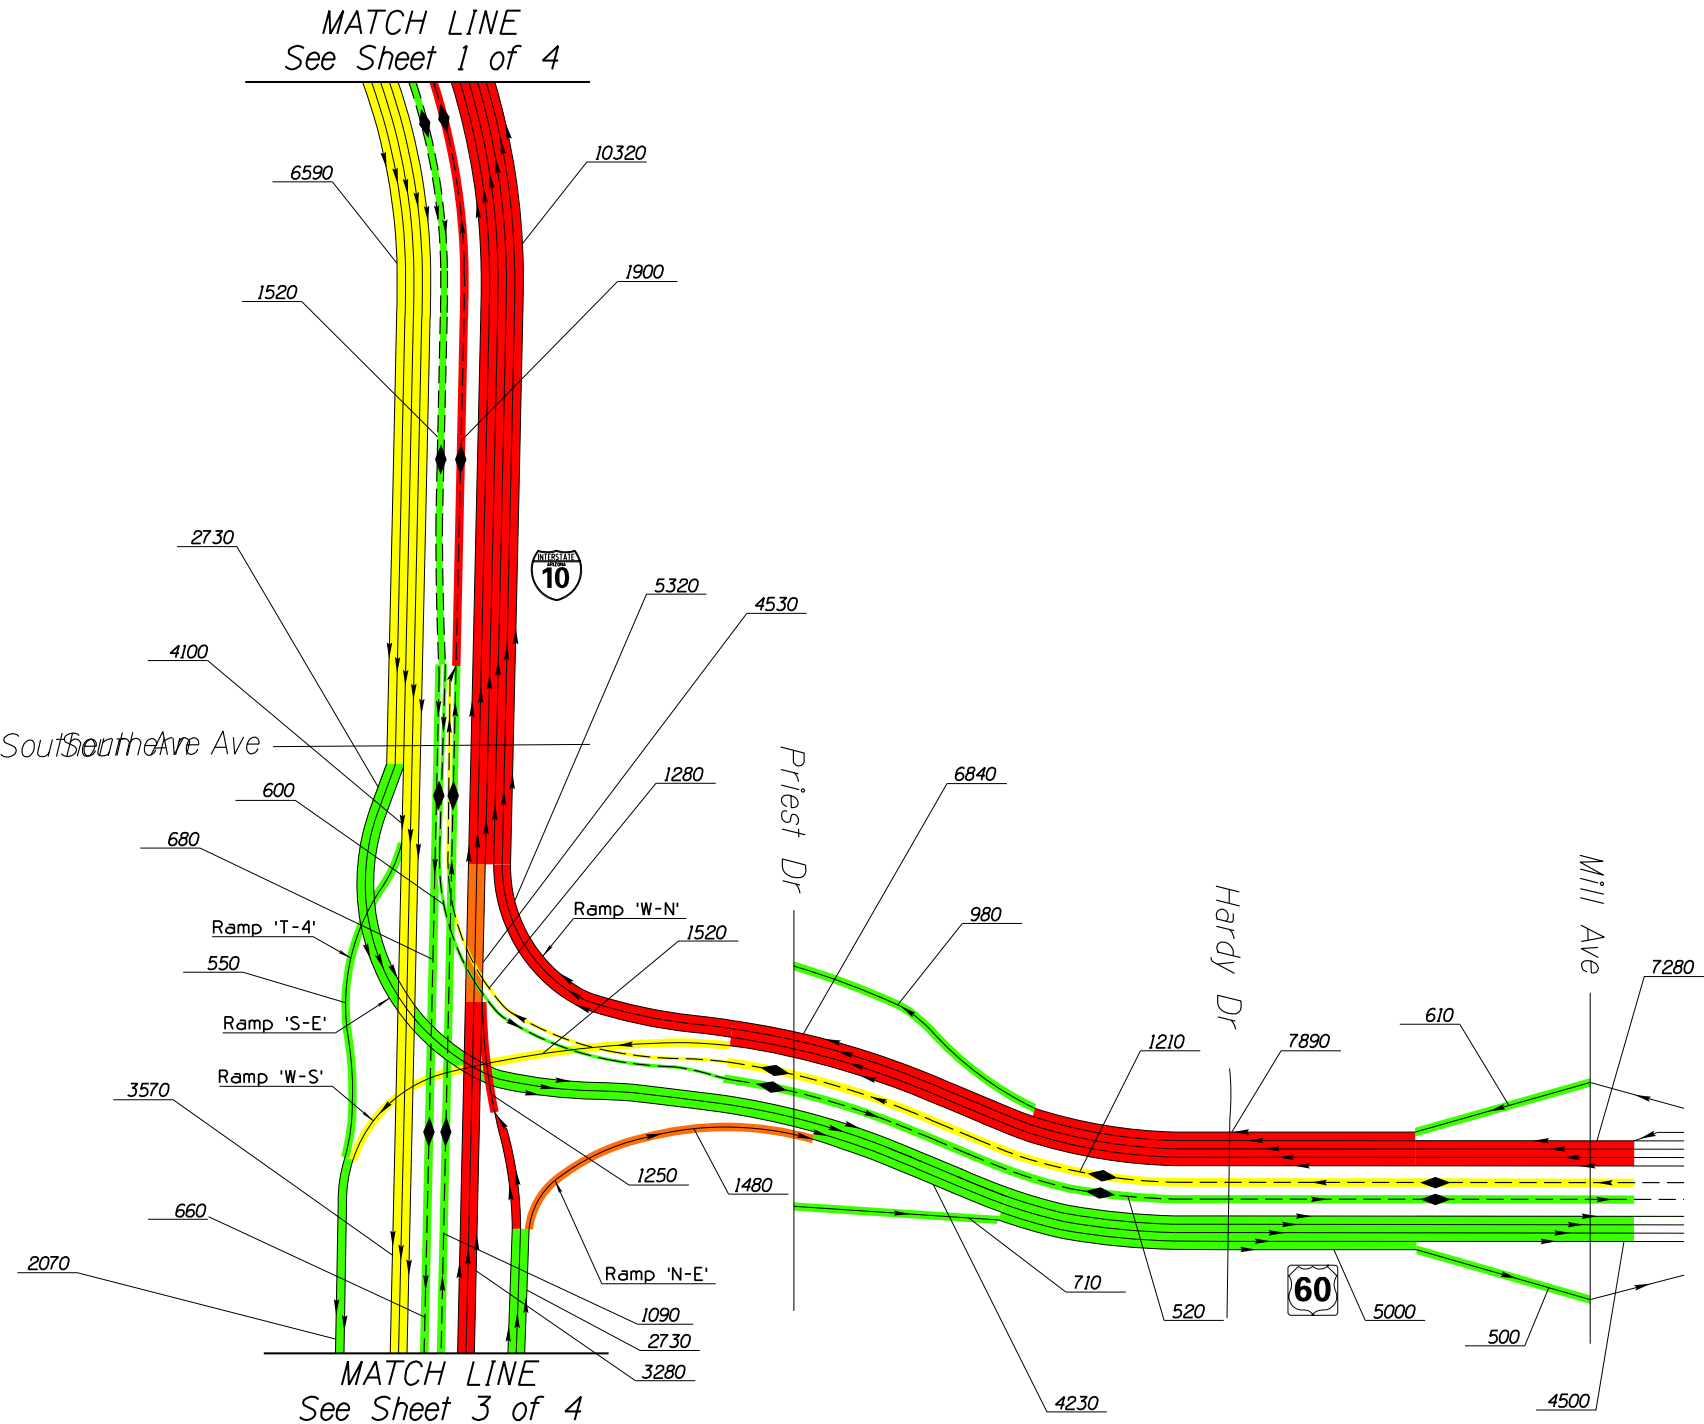 MATCH LINE
See Sheet 1 of 4
10320
6590
1900
1520
2730
INTERSTATE
ARIZONA
10
5320
4530
4100
Southern Ave
Southern Ave
1280
6840
Priest Dr
600
680
Mill Ave
Hardy Dr
Ramp 'W-N'
980
Ramp 'T-4'
1520
550
7280
Ramp 'S-E'
610
1210
7890
Ramp 'W-S'
3570
1250
1480
660
2070
Ramp 'N-E'
710
60
1090
520
5000
2730
500
3280
MATCH LINE
See Sheet 3 of 4
4230
4500